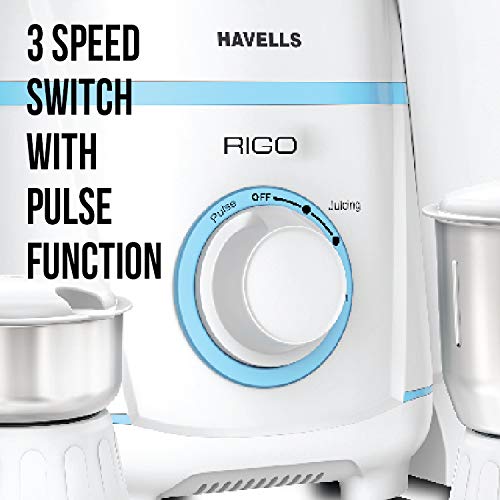 3 SPEED
SWITCH
WITH
PULSE
FUNCTION
HAVELLS
RIGO
Pulse OFF Juicing